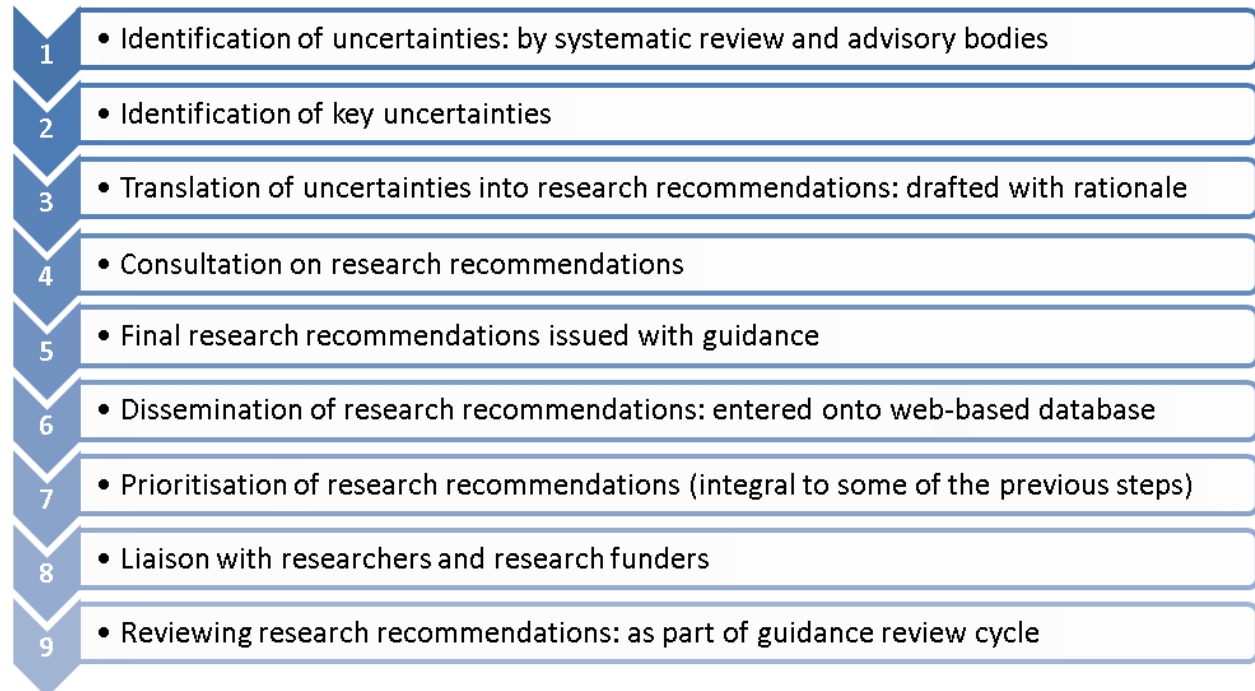 1
• Identification of uncertainties: by systematic review and advisory bodies
2
• Identification of key uncertainties
3
• Translation of uncertainties into research recommendations: drafted with rationale
4
• Consultation on research recommendations
5
• Final research recommendations issued with guidance
6
• Dissemination of research recommendations: entered onto web-based database
7
• Prioritisation of research recommendations (integral to some of the previous steps)
8
• Liaison with researchers and research funders
9
• Reviewing research recommendations: as part of guidance review cycle